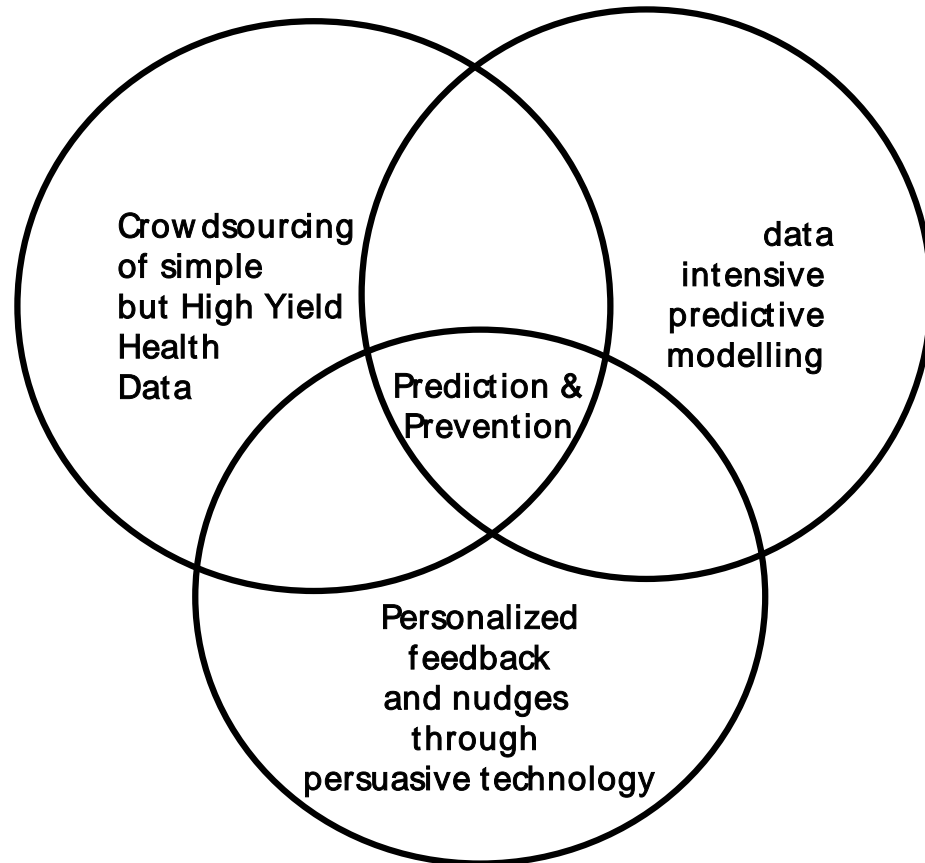 Crowdsourcing
of simple
but High Yield
Health
Data
data
intensive
predictive
modelling
Prediction &
Prevention
Personalized
feedback
and nudges
through
persuasive technology